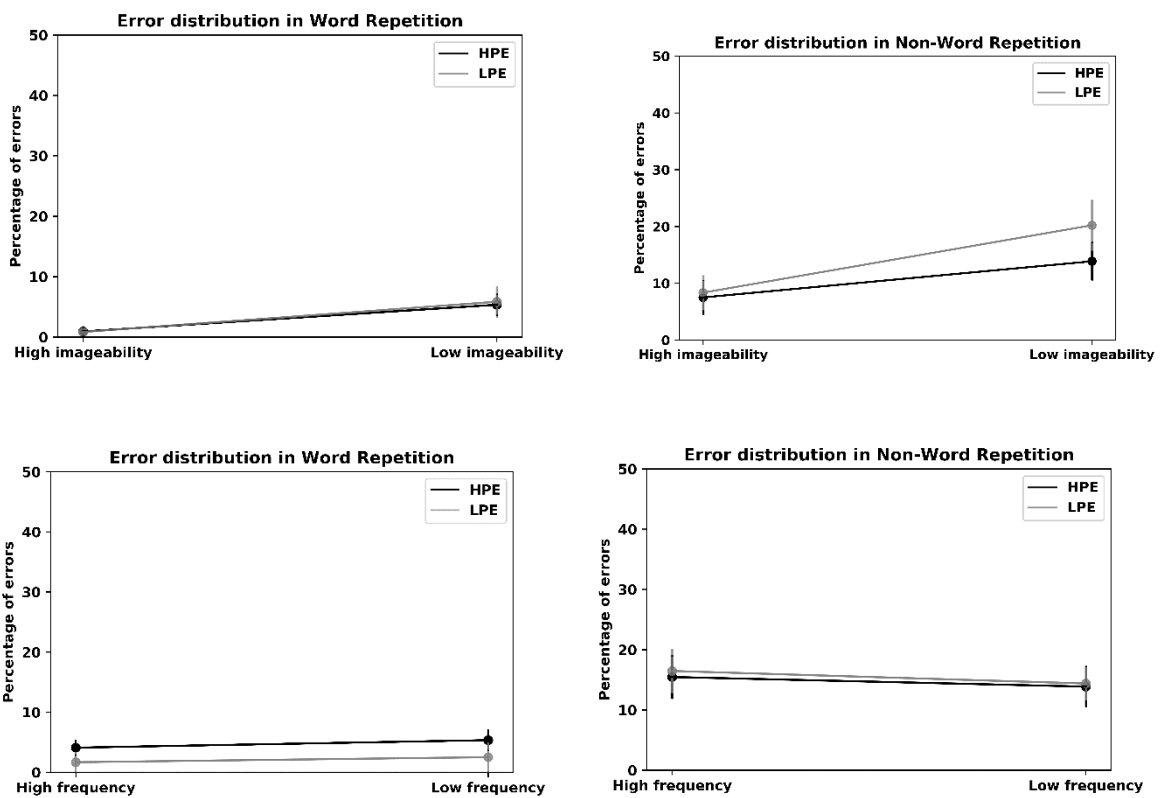 Error distribution in Word Repetition
Percentage of errors
50
40
30
20
10
0
HPE
LPE
High imageability
Low imageability
Error distribution in Non-Word Repetition
Percentage of errors
50
40
30
20
10
0
HPE
LPE
High imageability
Low imageability
Error distribution in Word Repetition
Percentage of errors
50
40
30
20
10
0
HPE
LPE
High frequency
Low frequency
Error distribution in Non-Word Repetition
Percentage of errors
50
40
30
20
10
0
HPE
LPE
High frequency
Low frequency